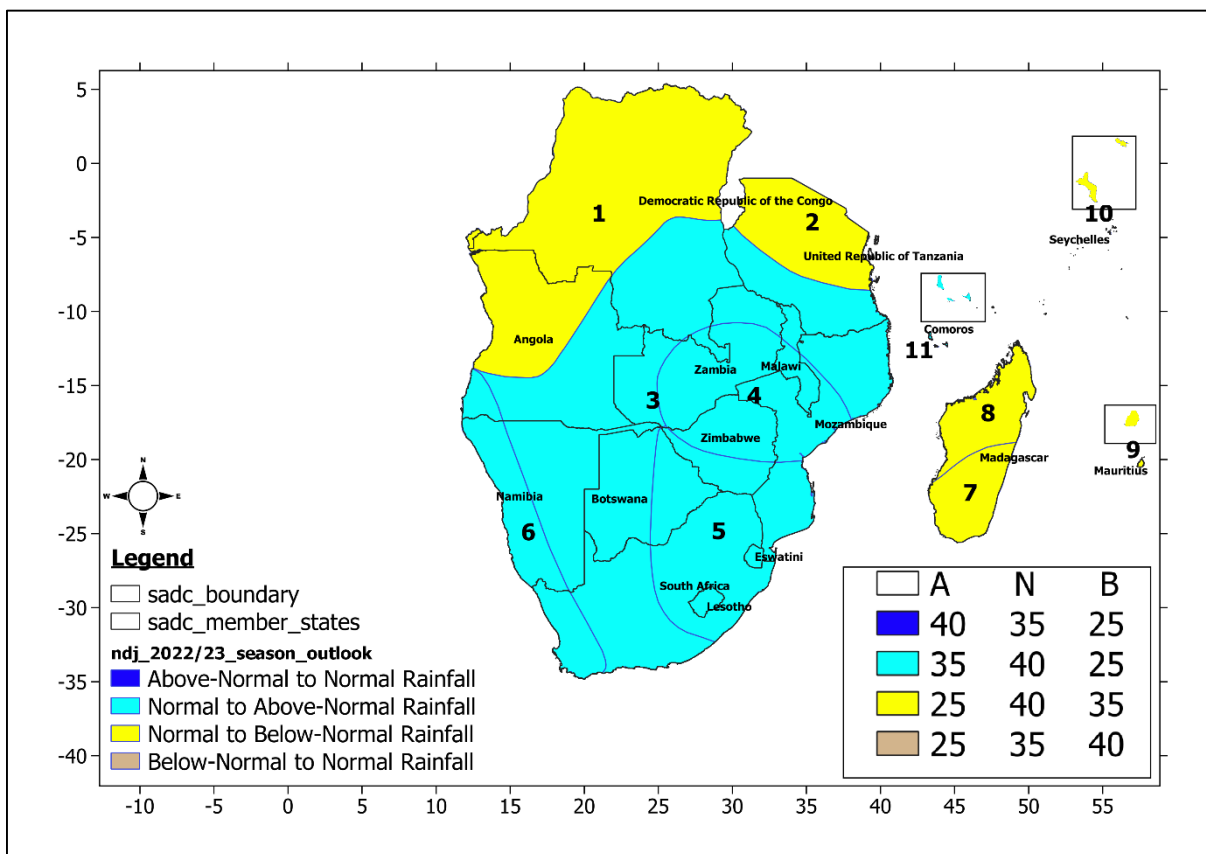 5
0
-5
-10
-15
-20
-25
-30
-35
-40
-10
-5
0
5
10
15
20
25
30
35
40
45
50
55
1
Democratic Republic of the Congo
2
United Republic of Tanzania
10
Seychelles
Angola
Comoros
11
Zambia
Malawi
3
4
Mozambique
Zimbabwe
8
Madagascar
9
Mauritius
7
Namibia
Botswana
6
5
Eswatini
South Africa
Lesotho
N
W E
S
Legend
sadc_boundary
sadc_member_states
ndj_2022/23_season_outlook
Above-Normal to Normal Rainfall
Normal to Above-Normal Rainfall
Normal to Below-Normal Rainfall
Below-Normal to Normal Rainfall
A N B
40 35 25
35 40 25
25 40 35
25 35 40